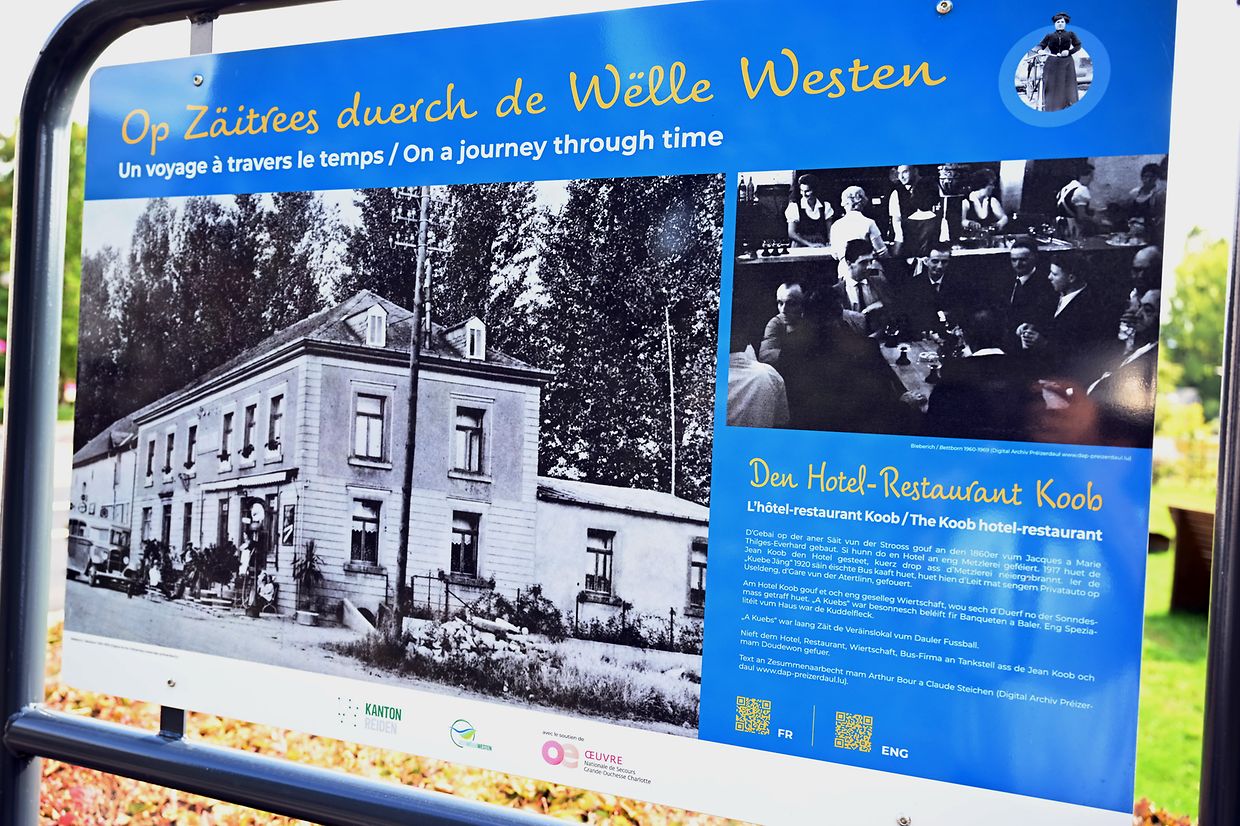 Op Zäitrees duerch de Wëlle Westen
Un voyage à travers le temps / On a journey through time
Bieberich / Bettborn 1960-1969 (Digital Archiv Préizerdaul www.dap-preizerdaul.lu)
Den Hotel-Restaurant Koob
L'hôtel-restaurant Koob / The Koob hotel-restaurant
D'Gebai op der aner Säit vun der Strooss gouf an deri 1860er vum Jacques a Marie
Thilges-Everhard gebaut. Si hunn do en Hotel an eng Metzlerei geféiert. 1917 huet de
Jean Koob den Hotel gesteet, kuerz drop ass d'Metzlerei neiergebrannt. Ier de
„Kuebe Jäng" 1920 säin éischte Bus kaaft huet, huet hien d'Leit mat sengem Privatauto op
Useldeng, d'Gare vun der Atertlinn, gefouert.
Am Hotel Koob gouf et och eng geselleg Wiertschaft, wou sech d'Duerf no der Sonndes-
mass getraff huet. „A Kuebs" war besonnesch beléift fir Banqueten a Baler. Eng Spezia-
litéit vum Haus war de Kuddelfleck.
„A Kuebs" war laang Zäit de Veräinslokal vum Dauler Fussball.
Nieft dem Hotel, Restaurant, Wiertschaft, Bus-Firma an Tankstell ass de Jean Koob och
mam Doudewon gefuer.
Text an Zesummenaarbecht mam Arthur Bour a Claude Steichen (Digital Archiv Préizer-
daul www.dap-preizerdaul.lu).
FR
ENG
KANTON
REIDEN
WESTEN
avec le soutien de
oe ŒUVRE
Nationale de Secours
Grande-Duchesse Charlotte